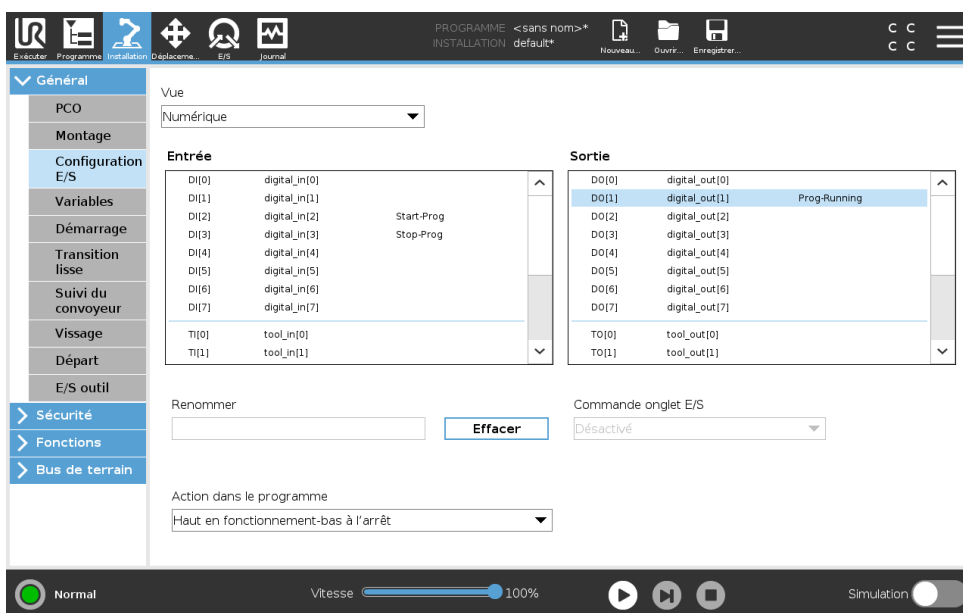 UR
PROGRAMME <sans nom>*
INSTALLATION default*
Exécuter Programme Installation Déplaceme... E/S Journal Nouveau... Ouvrir... Enregistrer...
C C
C C
Général
PCO
Montage
Configuration
E/S
Variables
Démarrage
Transition
lisse
Suivi du
convoyeur
Vissage
Départ
E/S outil
Sécurité
Fonctions
Bus de terrain
Vue
Numérique
Entrée
DI[0] digital_in[0]
DI[1] digital_in[1]
DI[2] digital_in[2] Start-Prog
DI[3] digital_in[3] Stop-Prog
DI[4] digital_in[4]
DI[5] digital_in[5]
DI[6] digital_in[6]
DI[7] digital_in[7]
TI[0] tool_in[0]
TI[1] tool_in[1]
Sortie
DO[0] digital_out[0]
DO[1] digital_out[1] Prog-Running
DO[2] digital_out[2]
DO[3] digital_out[3]
DO[4] digital_out[4]
DO[5] digital_out[5]
DO[6] digital_out[6]
DO[7] digital_out[7]
TO[0] tool_out[0]
TO[1] tool_out[1]
Renommer
Effacer
Commande onglet E/S
Désactivé
Action dans le programme
Haut en fonctionnement-bas à l'arrêt
Normal
Vitesse 100%
Simulation